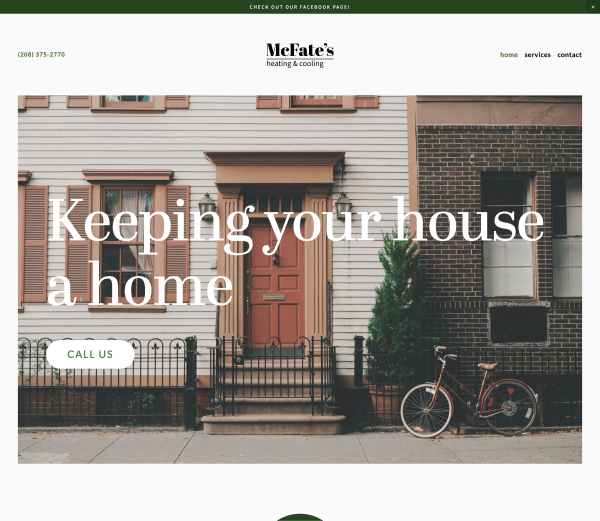 CHECK OUT OUR FACEBOOK PAGE!
×
(208) 375-2770
McFate's
heating & cooling
home services contact
Keeping your house
a home
CALL US